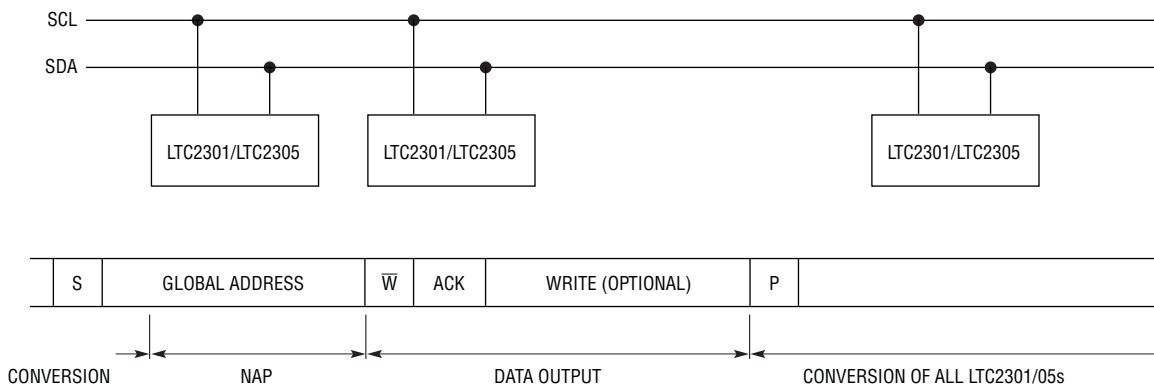 SCL
SDA
LTC2301/LTC2305 LTC2301/LTC2305 LTC2301/LTC2305
S GLOBAL ADDRESS W̅ ACK WRITE (OPTIONAL) P
CONVERSION NAP DATA OUTPUT CONVERSION OF ALL LTC2301/05s